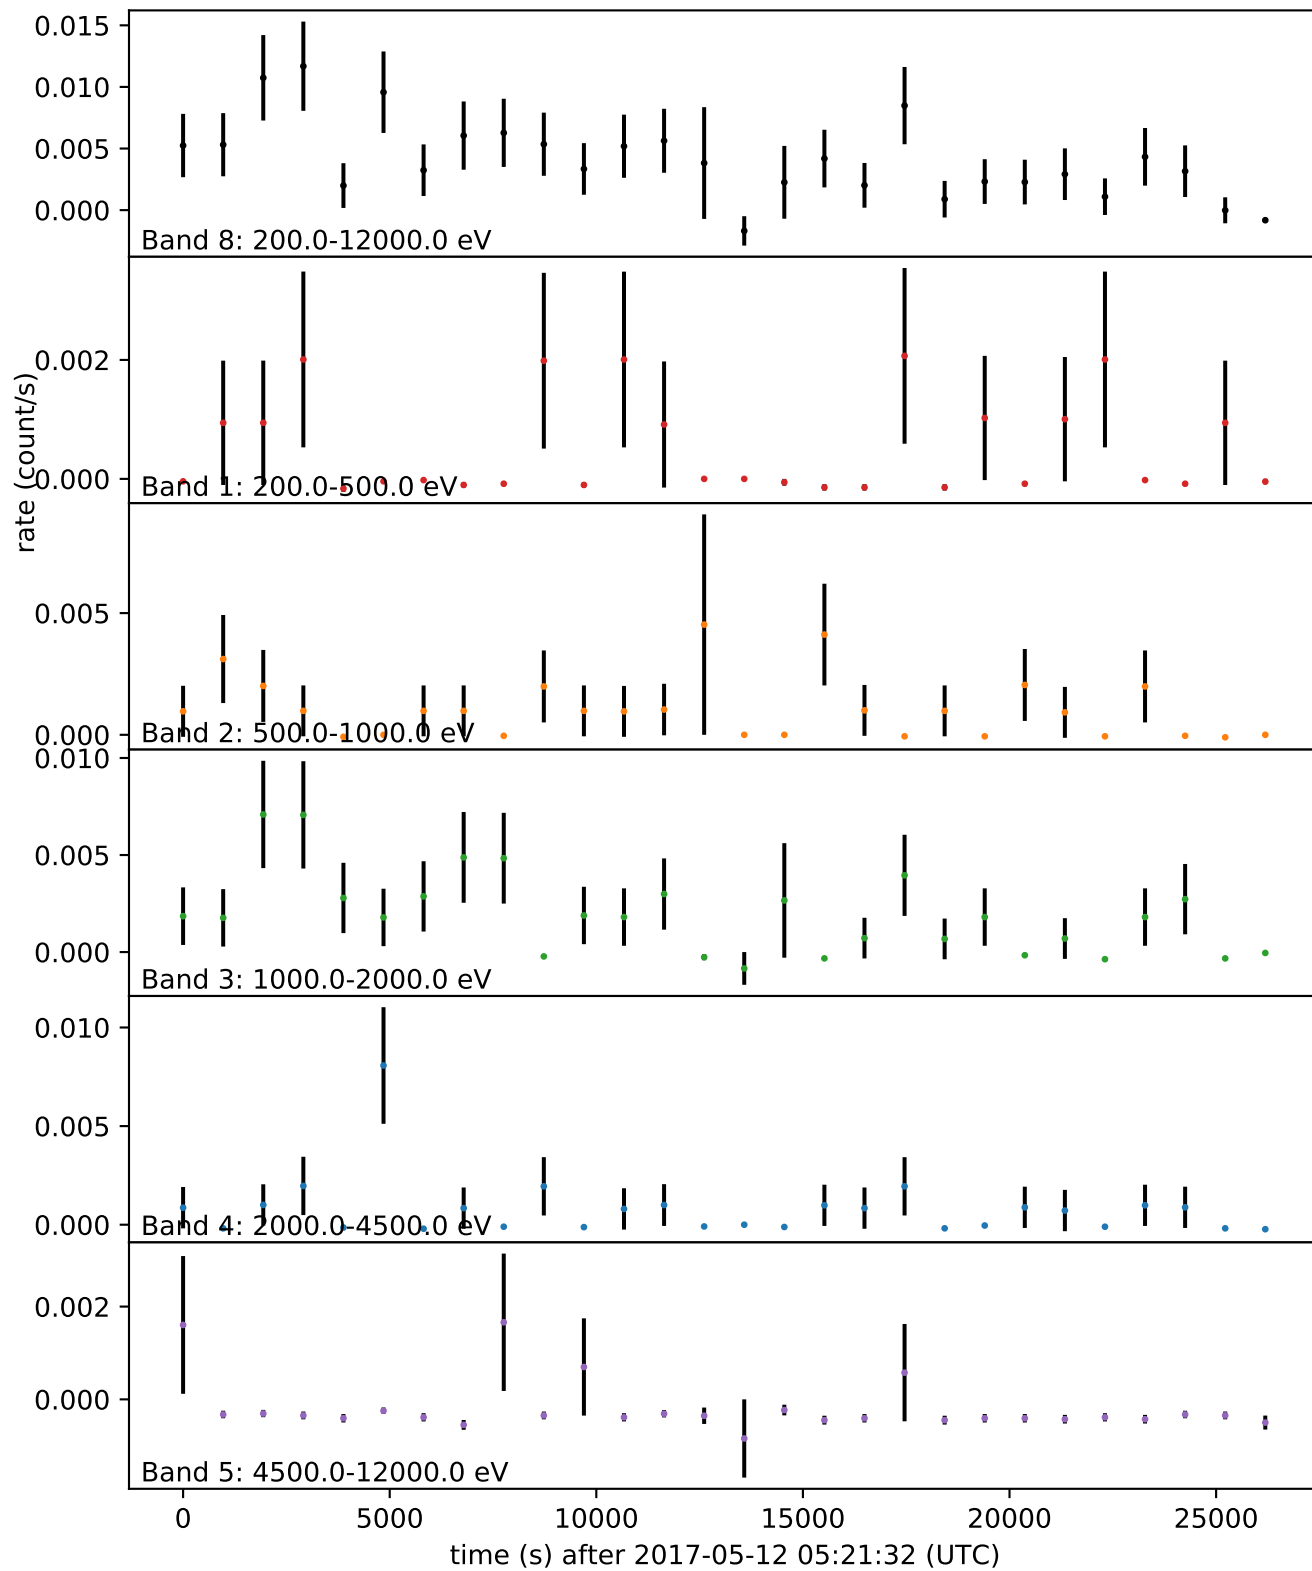 0.015
0.010
0.005
0.000
Band 8: 200.0-12000.0 eV
0.002
0.000
Band 1: 200.0-500.0 eV
rate (count/s)
0.005
0.000
Band 2: 500.0-1000.0 eV
0.010
0.005
0.000
Band 3: 1000.0-2000.0 eV
0.010
0.005
0.000
Band 4: 2000.0-4500.0 eV
0.002
0.000
Band 5: 4500.0-12000.0 eV
0 5000 10000 15000 20000 25000
time (s) after 2017-05-12 05:21:32 (UTC)